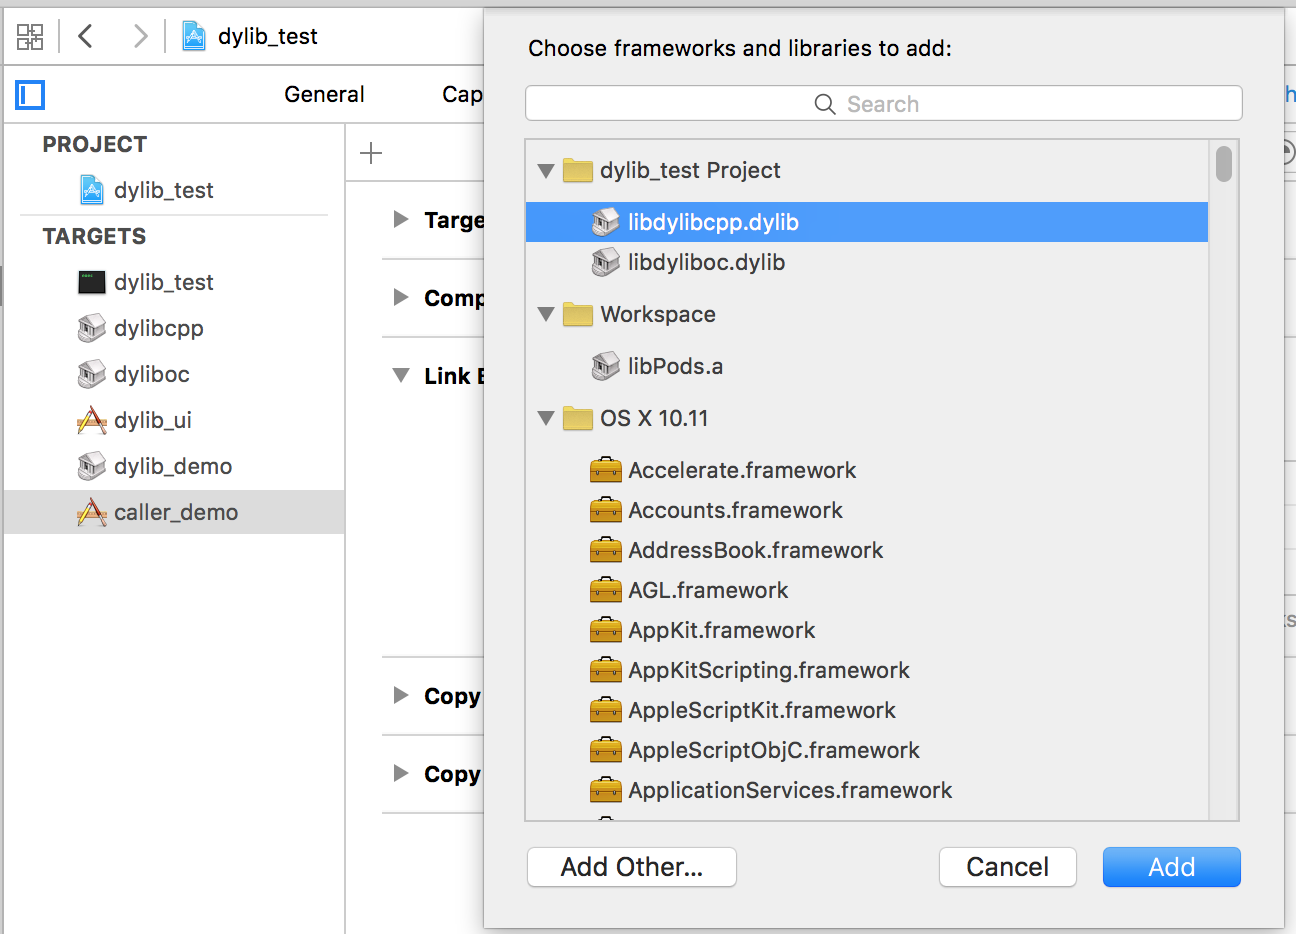 dylib_test
General
Cap
PROJECT
dylib_test
TARGETS
dylib_test
dylibcpp
dyliboc
dylib_ui
dylib_demo
caller_demo
Targe
Comp
Link B
Copy
Copy
Choose frameworks and libraries to add:
Search
dylib_test Project
libdylibcpp.dylib
libdyliboc.dylib
Workspace
libPods.a
OS X 10.11
Accelerate.framework
Accounts.framework
AddressBook.framework
AGL.framework
AppKit.framework
AppKitScripting.framework
AppleScriptKit.framework
AppleScriptObjC.framework
ApplicationServices.framework
Add Other...
Cancel
Add